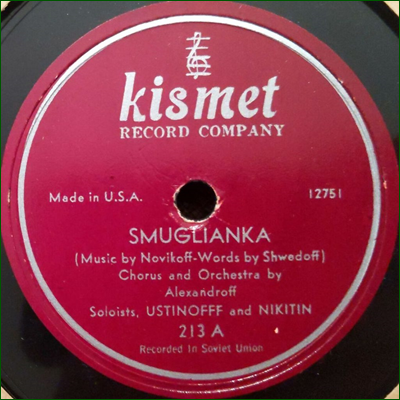 kismet
RECORD COMPANY
Made in U.S.A.
12751
SMUGLIANKA
(Music by Novikoff-Words by Shwedoff)
Chorus and Orchestra by
Alexandroff
Soloists, USTINOFFF and NIKITIN
213 A
Recorded In Soviet Union